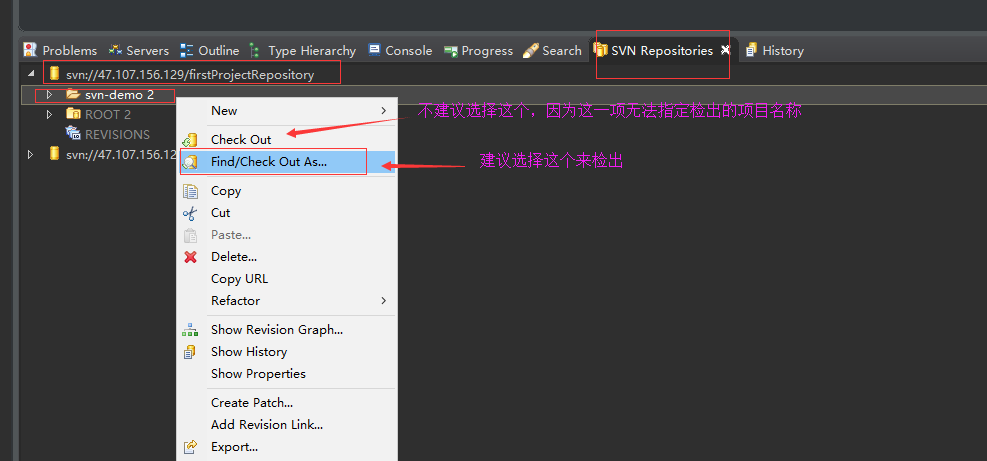 Problems Servers Outline Type Hierarchy Console Progress Search SVN Repositories History
svn://47.107.156.129/firstProjectRepository
svn-demo 2
ROOT 2
REVISIONS
svn://47.107.156.12
New
Check Out
Find/Check Out As...
Copy
Cut
Paste...
Delete...
Copy URL
Refactor
Show Revision Graph...
Show History
Show Properties
Create Patch...
Add Revision Link...
Export...
不建议选择这个，因为这一项无法指定检出的项目名称
建议选择这个来检出